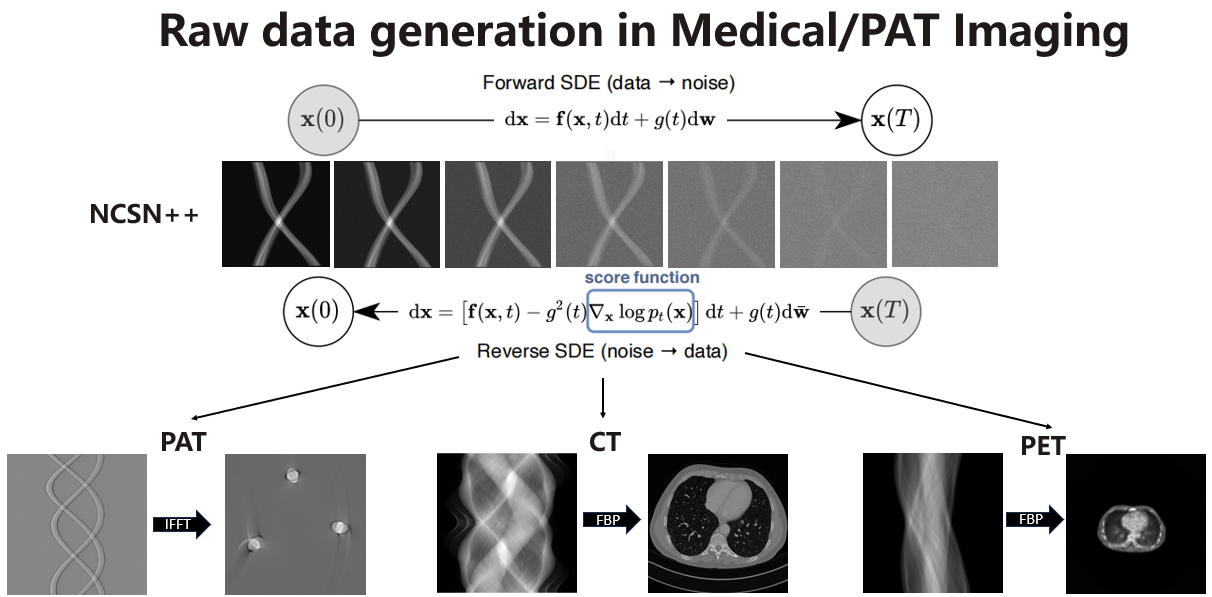 Raw data generation in Medical/PAT Imaging
Forward SDE (data → noise)
x(0)
dx = f(x, t)dt + g(t)dw
x(T)
NCSN++
score function
x(0)
dx = [f(x, t) − g²(t)∇ₓ log pₜ(x)] dt + g(t)dw̄
x(T)
Reverse SDE (noise → data)
PAT
CT
PET
IFFT
FBP
FBP